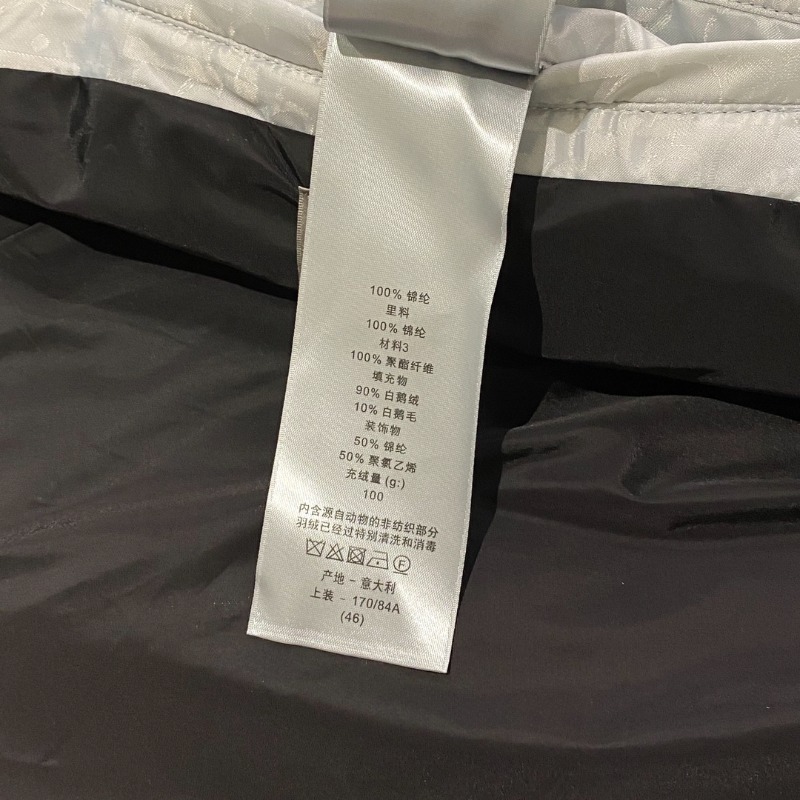 100% 锦纶
里料
100% 锦纶
材料3
100% 聚酯纤维
填充物
90% 白鹅绒
10% 白鹅毛
装饰物
50% 锦纶
50% 聚氯乙烯
充绒量 (g:)
100
内含源自动物的非纺织部分
羽绒已经过特别清洗和消毒
F
产地 - 意大利
上装 - 170/84A
(46)